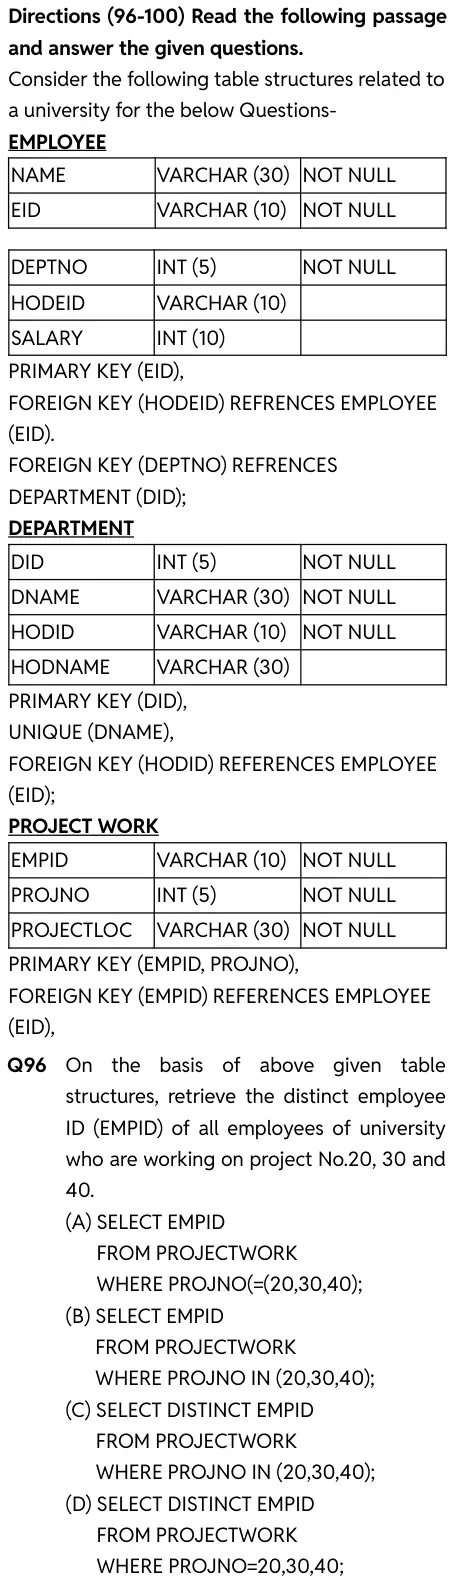 Directions (96-100) Read the following passage
and answer the given questions.
Consider the following table structures related to
a university for the below Questions-
EMPLOYEE
NAME VARCHAR (30) NOT NULL
EID VARCHAR (10) NOT NULL
DEPTNO INT (5) NOT NULL
HODEID VARCHAR (10)
SALARY INT (10)
PRIMARY KEY (EID),
FOREIGN KEY (HODEID) REFRENCES EMPLOYEE
(EID).
FOREIGN KEY (DEPTNO) REFRENCES
DEPARTMENT (DID);
DEPARTMENT
DID INT (5) NOT NULL
DNAME VARCHAR (30) NOT NULL
HODID VARCHAR (10) NOT NULL
HODNAME VARCHAR (30)
PRIMARY KEY (DID),
UNIQUE (DNAME),
FOREIGN KEY (HODID) REFERENCES EMPLOYEE
(EID);
PROJECT WORK
EMPID VARCHAR (10) NOT NULL
PROJNO INT (5) NOT NULL
PROJECTLOC VARCHAR (30) NOT NULL
PRIMARY KEY (EMPID, PROJNO),
FOREIGN KEY (EMPID) REFERENCES EMPLOYEE
(EID),
Q96 On the basis of above given table
structures, retrieve the distinct employee
ID (EMPID) of all employees of university
who are working on project No.20, 30 and
40.
(A) SELECT EMPID
FROM PROJECTWORK
WHERE PROJNO(=(20,30,40);
(B) SELECT EMPID
FROM PROJECTWORK
WHERE PROJNO IN (20,30,40);
(C) SELECT DISTINCT EMPID
FROM PROJECTWORK
WHERE PROJNO IN (20,30,40);
(D) SELECT DISTINCT EMPID
FROM PROJECTWORK
WHERE PROJNO=20,30,40;